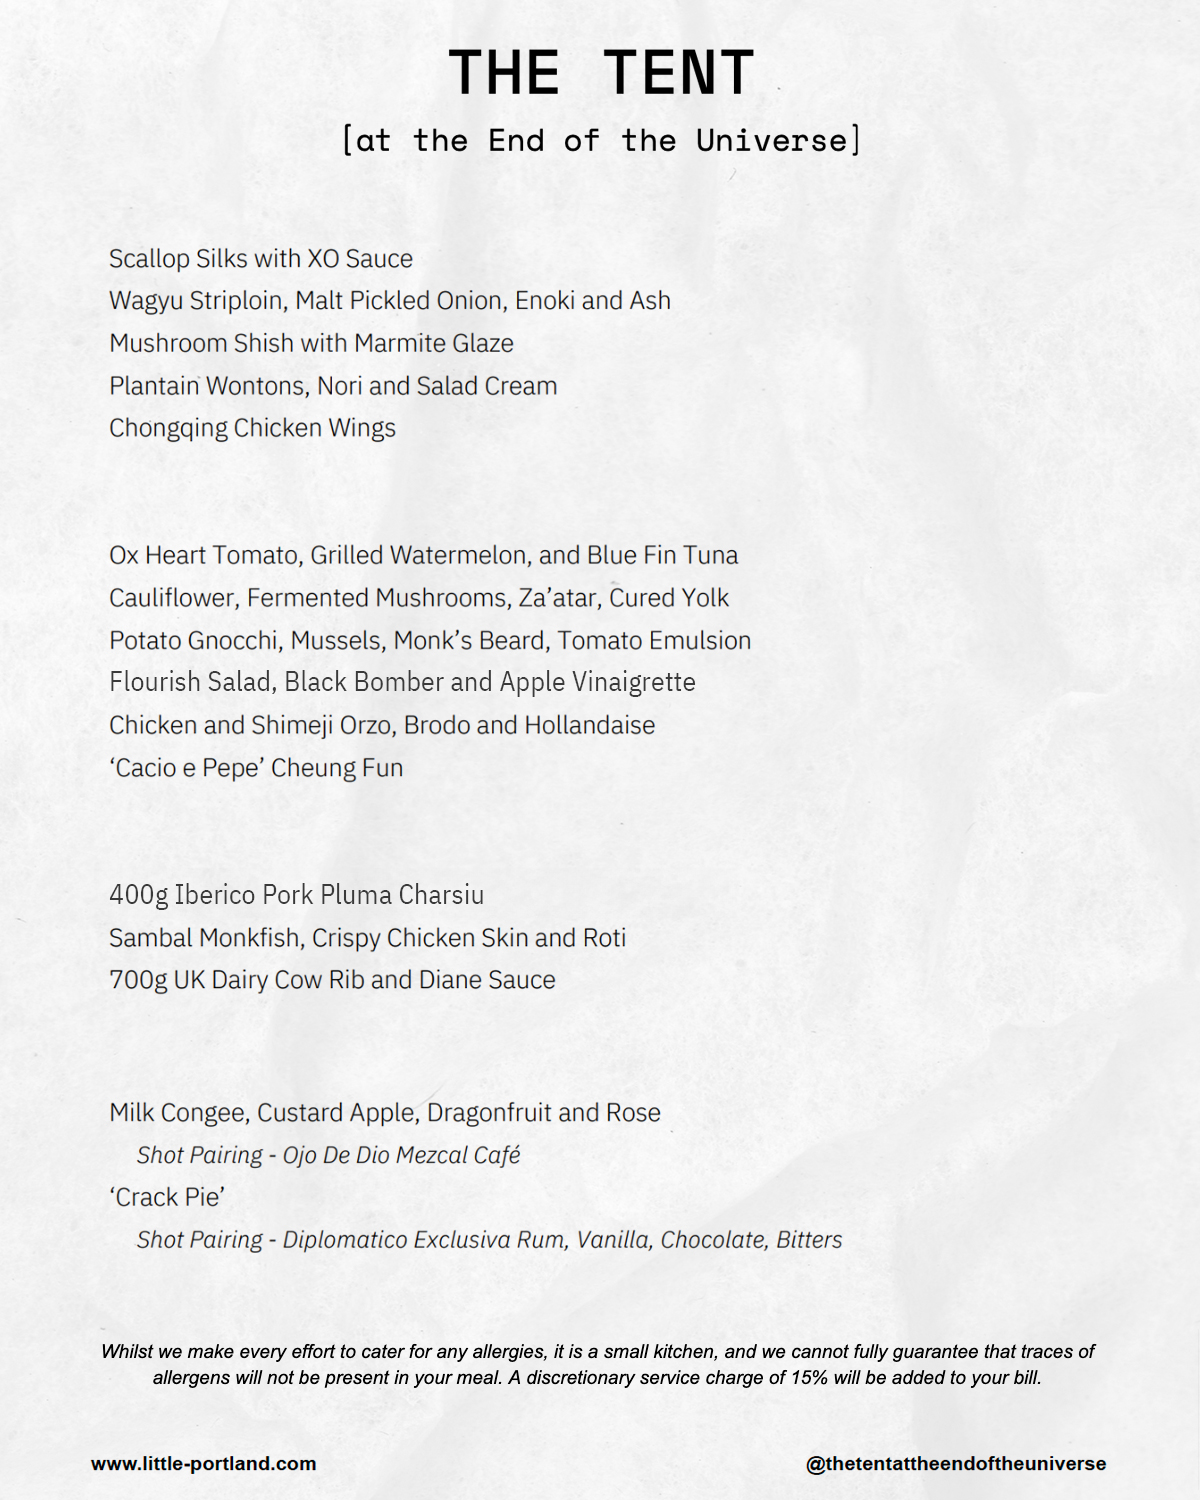 THE TENT
[at the End of the Universe]
Scallop Silks with XO Sauce
Wagyu Striploin, Malt Pickled Onion, Enoki and Ash
Mushroom Shish with Marmite Glaze
Plantain Wontons, Nori and Salad Cream
Chongqing Chicken Wings
Ox Heart Tomato, Grilled Watermelon, and Blue Fin Tuna
Cauliflower, Fermented Mushrooms, Za’atar, Cured Yolk
Potato Gnocchi, Mussels, Monk’s Beard, Tomato Emulsion
Flourish Salad, Black Bomber and Apple Vinaigrette
Chicken and Shimeji Orzo, Brodo and Hollandaise
‘Cacio e Pepe’ Cheung Fun
400g Iberico Pork Pluma Charsiu
Sambal Monkfish, Crispy Chicken Skin and Roti
700g UK Dairy Cow Rib and Diane Sauce
Milk Congee, Custard Apple, Dragonfruit and Rose
Shot Pairing - Ojo De Dio Mezcal Café
‘Crack Pie’
Shot Pairing - Diplomatico Exclusiva Rum, Vanilla, Chocolate, Bitters
Whilst we make every effort to cater for any allergies, it is a small kitchen, and we cannot fully guarantee that traces of
allergens will not be present in your meal. A discretionary service charge of 15% will be added to your bill.
www.little-portland.com
@thetentattheendoftheuniverse